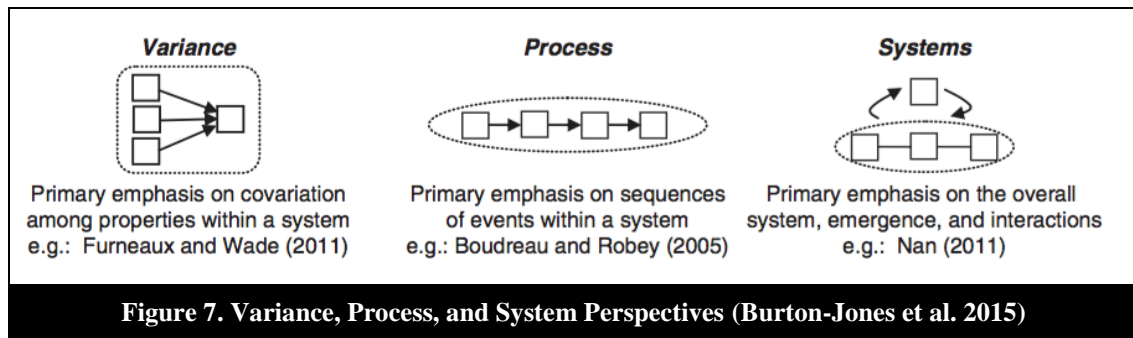 Variance
Primary emphasis on covariation
among properties within a system
e.g.: Furneaux and Wade (2011)
Process
Primary emphasis on sequences
of events within a system
e.g.: Boudreau and Robey (2005)
Systems
Primary emphasis on the overall
system, emergence, and interactions
e.g.: Nan (2011)
Figure 7. Variance, Process, and System Perspectives (Burton-Jones et al. 2015)